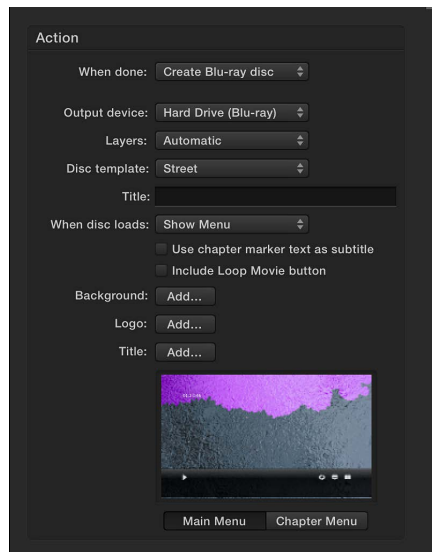 Action
When done: Create Blu-ray disc
Output device: Hard Drive (Blu-ray)
Layers: Automatic
Disc template: Street
Title:
When disc loads: Show Menu
Use chapter marker text as subtitle
Include Loop Movie button
Background: Add...
Logo: Add...
Title: Add...
Main Menu Chapter Menu